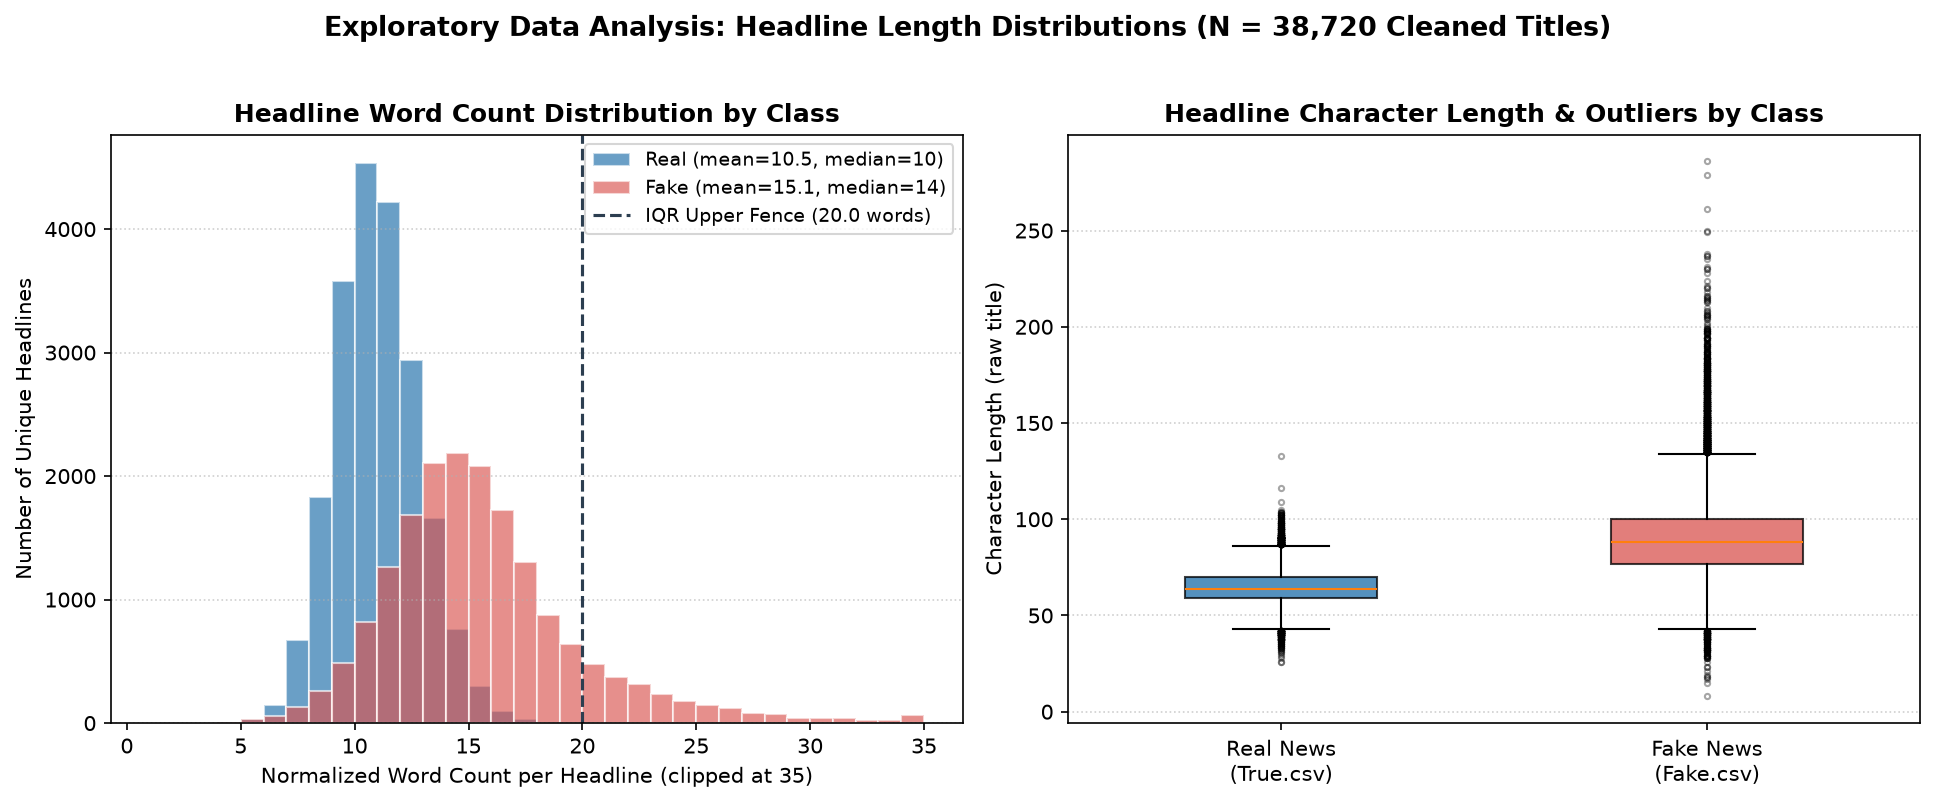 Exploratory Data Analysis: Headline Length Distributions (N = 38,720 Cleaned Titles)
Headline Word Count Distribution by Class
Number of Unique Headlines
4000
3000
2000
1000
0
Real (mean=10.5, median=10)
Fake (mean=15.1, median=14)
IQR Upper Fence (20.0 words)
0 5 10 15 20 25 30 35
Normalized Word Count per Headline (clipped at 35)
Headline Character Length & Outliers by Class
Character Length (raw title)
250
200
150
100
50
0
Real News
(True.csv)
Fake News
(Fake.csv)